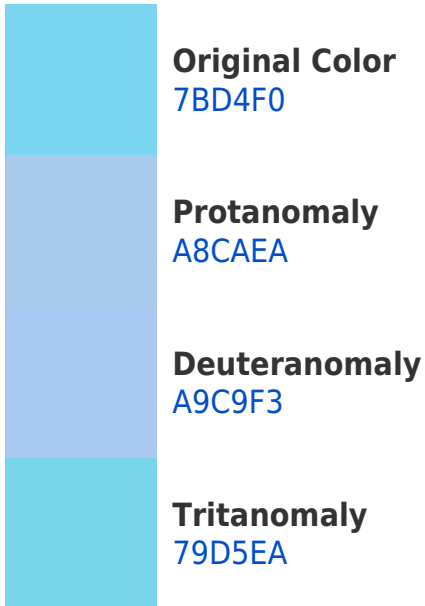 Original Color
7BD4F0
Protanomaly
A8CAEA
Deuteranomaly
A9C9F3
Tritanomaly
79D5EA